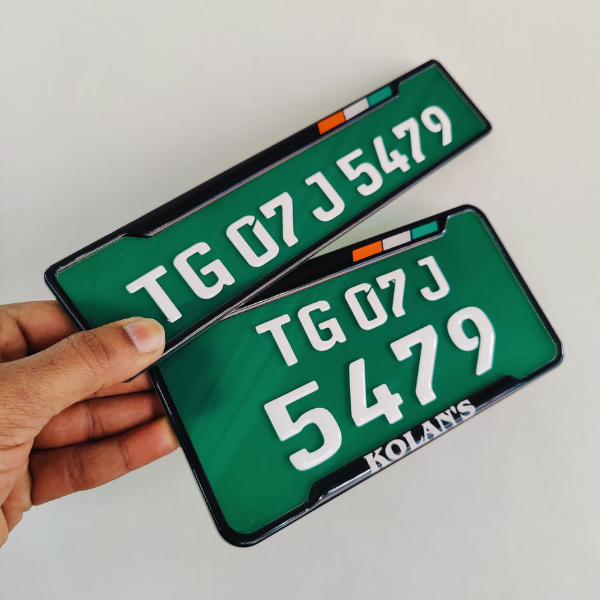 TG 07 J 5479
TG 07 J
5479
KOLAN'S